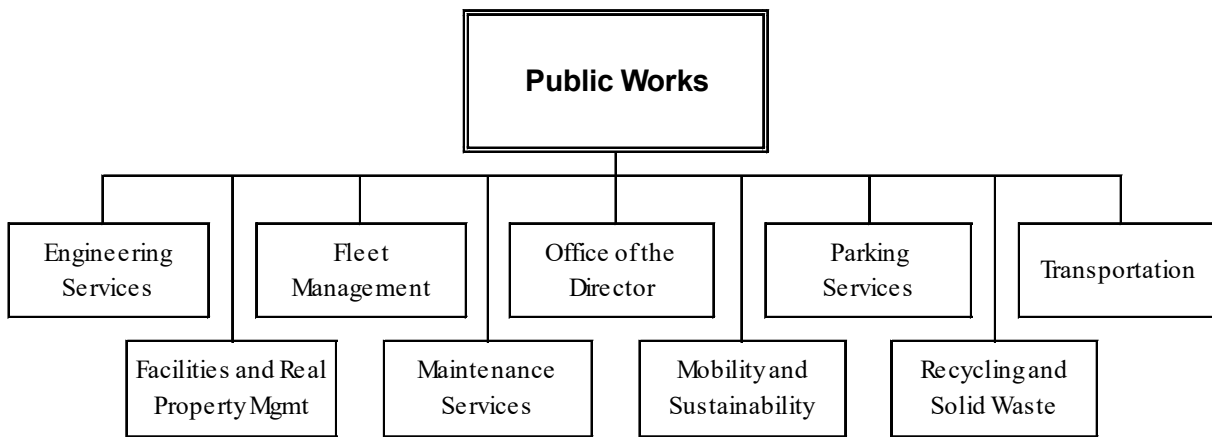 Public Works
Engineering
Services
Fleet
Management
Office of the
Director
Parking
Services
Transportation
Facilities and Real
Property Mgmt
Maintenance
Services
Mobility and
Sustainability
Recycling and
Solid Waste